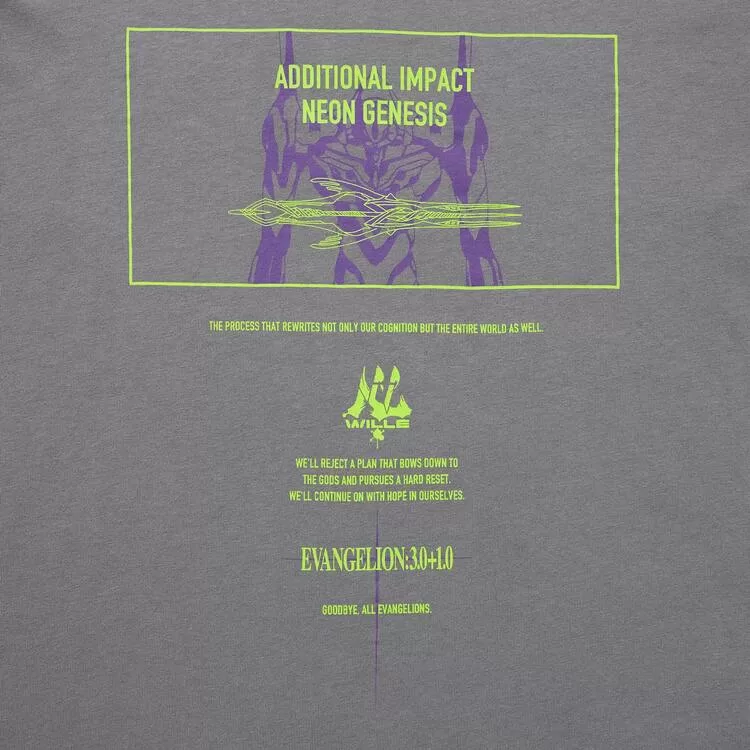 ADDITIONAL IMPACT
NEON GENESIS
THE PROCESS THAT REWRITES NOT ONLY OUR COGNITION BUT THE ENTIRE WORLD AS WELL.
WILLE
WE'LL REJECT A PLAN THAT BOWS DOWN TO
THE GODS AND PURSUES A HARD RESET.
WE'LL CONTINUE ON WITH HOPE IN OURSELVES.
EVANGELION:3.0+1.0
GOODBYE, ALL EVANGELIONS.